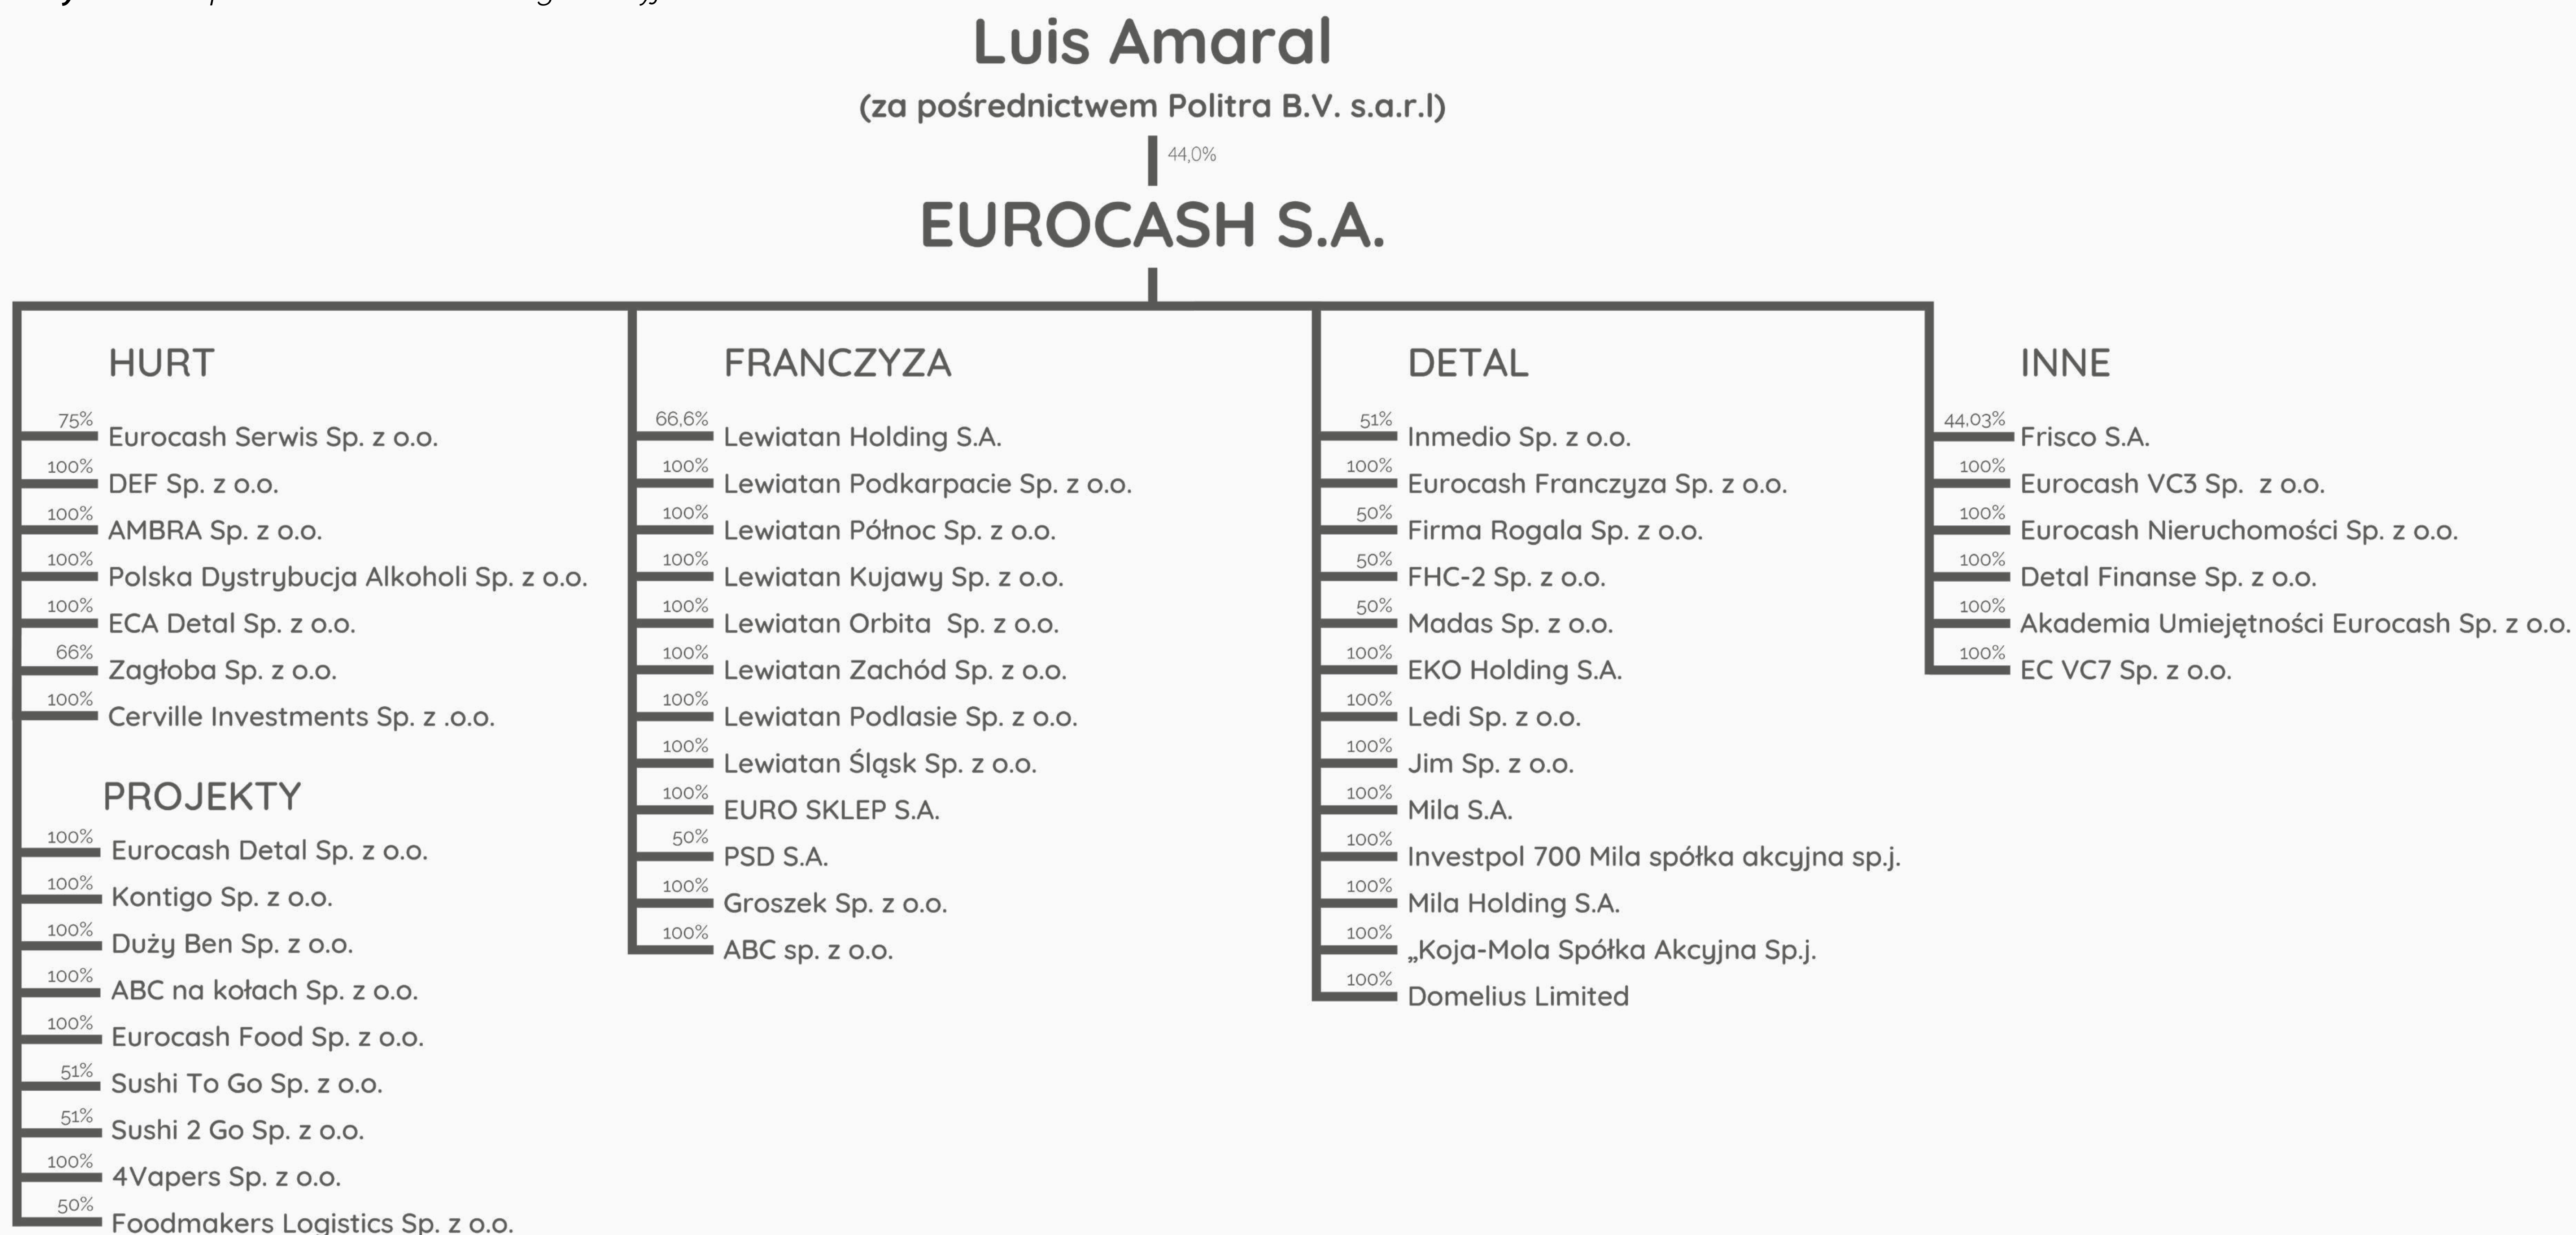 Luis Amaral
(za pośrednictwem Politra B.V. s.a.r.l)
44,0%
EUROCASH S.A.
HURT
75% Eurocash Serwis Sp. z o.o.
100% DEF Sp. z o.o.
100% AMBRA Sp. z o.o.
100% Polska Dystrybucja Alkoholi Sp. z o.o.
100% ECA Detal Sp. z o.o.
66% Zagłoba Sp. z o.o.
100% Cerville Investments Sp. z .o.o.
PROJEKTY
100% Eurocash Detal Sp. z o.o.
100% Kontigo Sp. z o.o.
100% Duży Ben Sp. z o.o.
100% ABC na kołach Sp. z o.o.
100% Eurocash Food Sp. z o.o.
51% Sushi To Go Sp. z o.o.
51% Sushi 2 Go Sp. z o.o.
100% 4Vapers Sp. z o.o.
50% Foodmakers Logistics Sp. z o.o.
FRANCZYZA
66,6% Lewiatan Holding S.A.
100% Lewiatan Podkarpacie Sp. z o.o.
100% Lewiatan Północ Sp. z o.o.
100% Lewiatan Kujawy Sp. z o.o.
100% Lewiatan Orbita Sp. z o.o.
100% Lewiatan Zachód Sp. z o.o.
100% Lewiatan Podlasie Sp. z o.o.
100% Lewiatan Śląsk Sp. z o.o.
100% EURO SKLEP S.A.
50% PSD S.A.
100% Groszek Sp. z o.o.
100% ABC sp. z o.o.
DETAL
51% Inmedio Sp. z o.o.
100% Eurocash Franczyza Sp. z o.o.
50% Firma Rogala Sp. z o.o.
50% FHC-2 Sp. z o.o.
50% Madas Sp. z o.o.
100% EKO Holding S.A.
100% Ledi Sp. z o.o.
100% Jim Sp. z o.o.
100% Mila S.A.
100% Investpol 700 Mila spółka akcyjna sp.j.
100% Mila Holding S.A.
100% „Koja-Mola Spółka Akcyjna Sp.j.
100% Domelius Limited
INNE
44.03% Frisco S.A.
100% Eurocash VC3 Sp. z o.o.
100% Eurocash Nieruchomości Sp. z o.o.
100% Detal Finanse Sp. z o.o.
100% Akademia Umiejętności Eurocash Sp. z o.o.
100% EC VC7 Sp. z o.o.